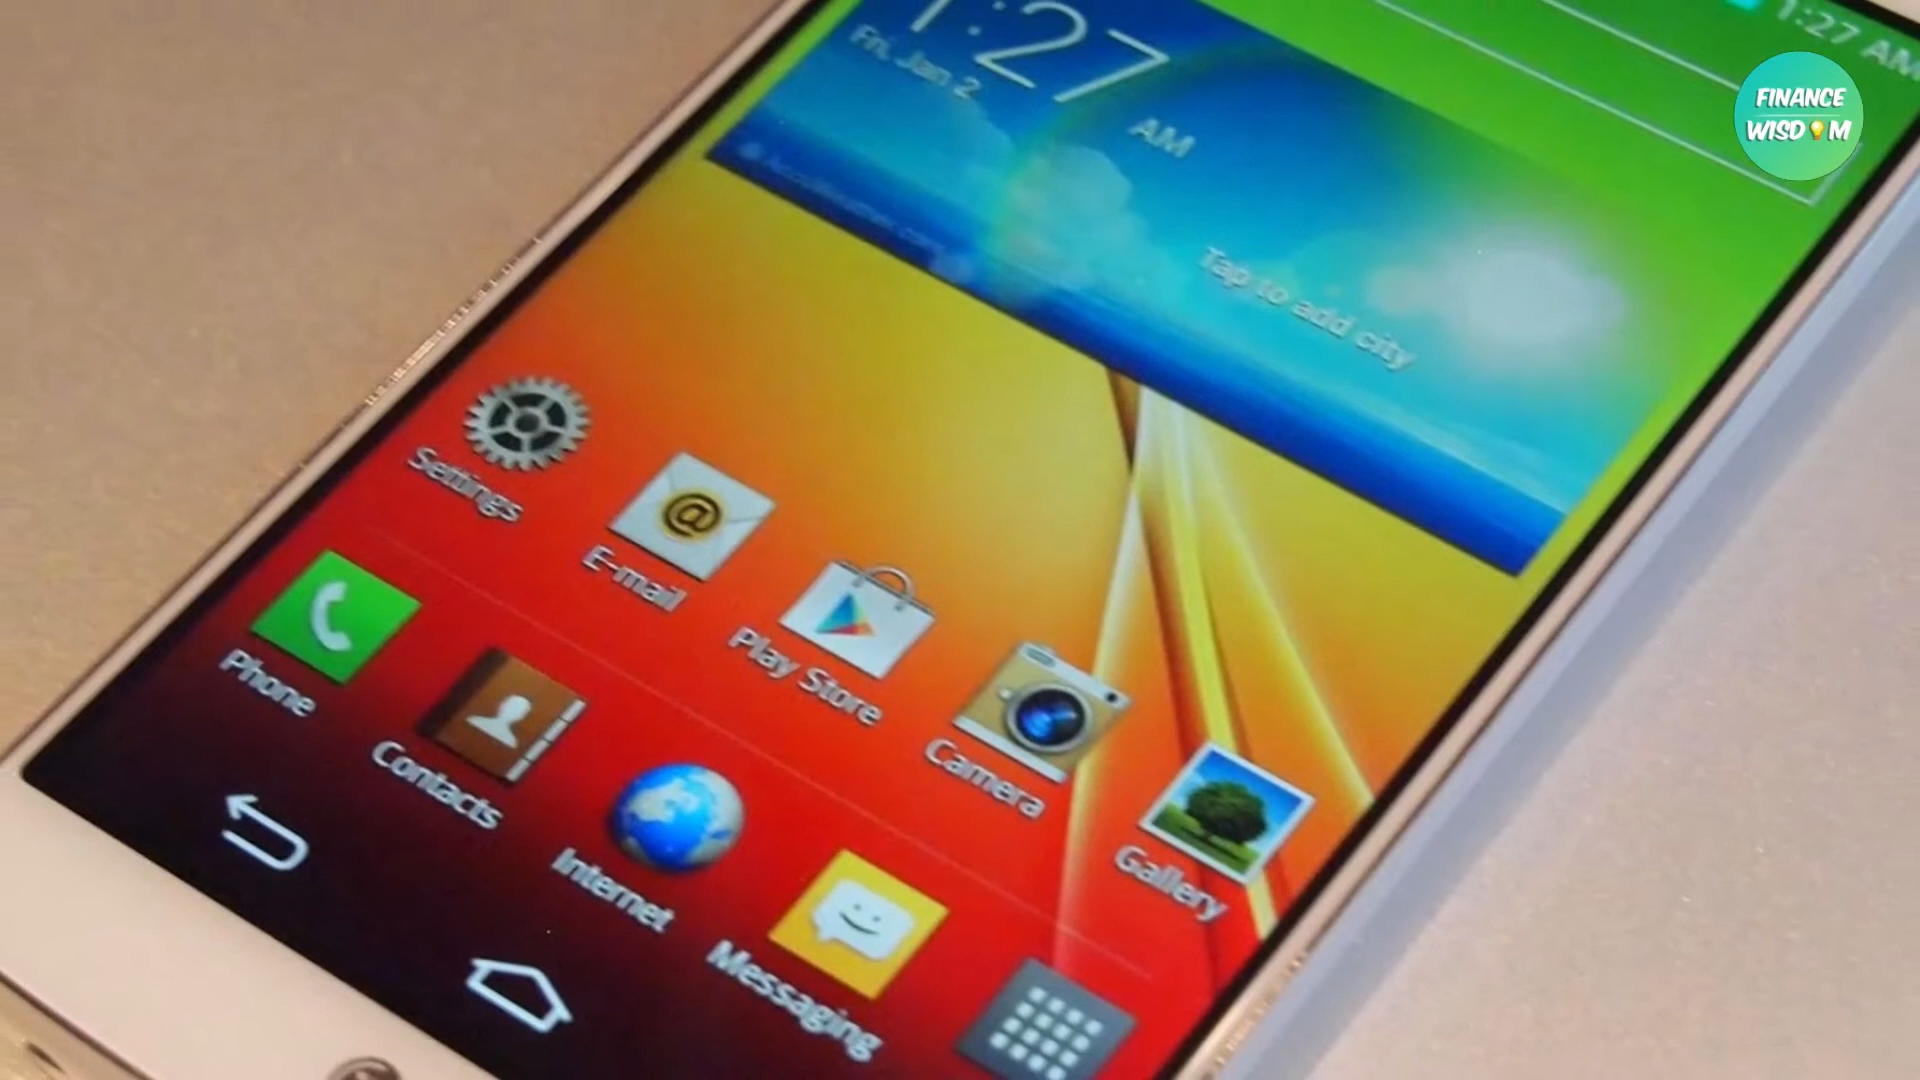 1:27 AM
1:27
Fri, Jan 2
AM
FINANCE
WISDOM
Tap to add city
Settings
E-mail
Play Store
Camera
Gallery
Phone
Contacts
Internet
Messaging